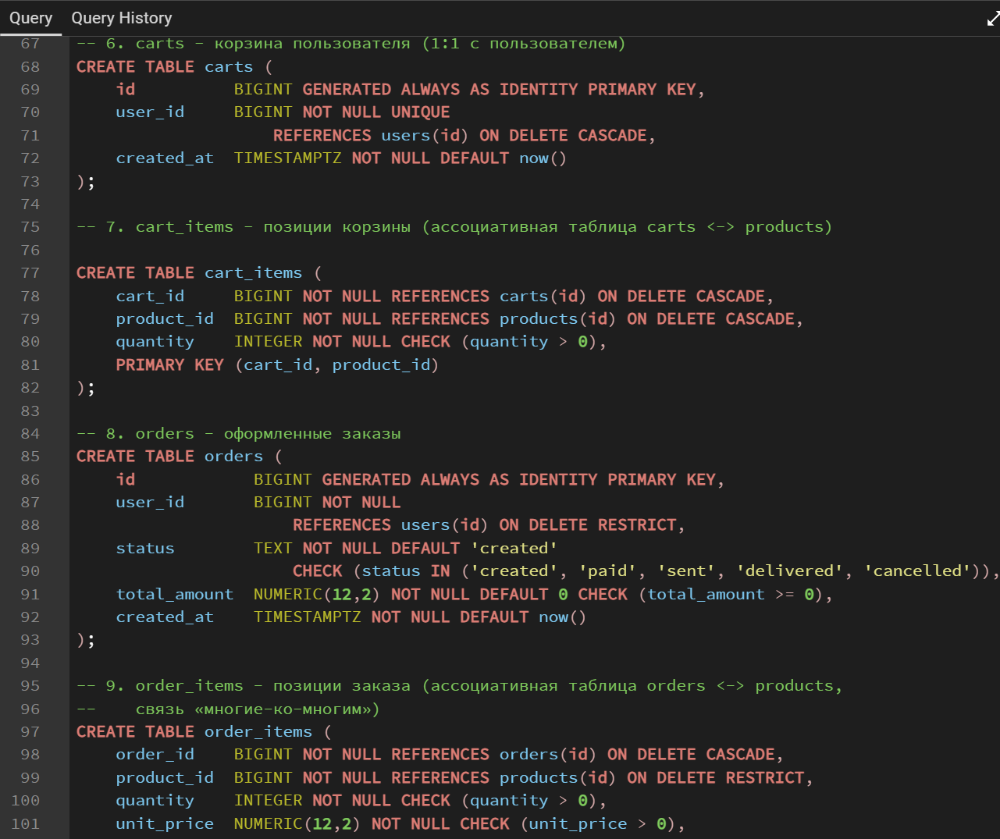 Query Query History
67 -- 6. carts - корзина пользователя (1:1 с пользователем)
68 CREATE TABLE carts (
69 id BIGINT GENERATED ALWAYS AS IDENTITY PRIMARY KEY,
70 user_id BIGINT NOT NULL UNIQUE
71 REFERENCES users(id) ON DELETE CASCADE,
72 created_at TIMESTAMPTZ NOT NULL DEFAULT now()
73 );
74
75 -- 7. cart_items - позиции корзины (ассоциативная таблица carts <-> products)
76
77 CREATE TABLE cart_items (
78 cart_id BIGINT NOT NULL REFERENCES carts(id) ON DELETE CASCADE,
79 product_id BIGINT NOT NULL REFERENCES products(id) ON DELETE CASCADE,
80 quantity INTEGER NOT NULL CHECK (quantity > 0),
81 PRIMARY KEY (cart_id, product_id)
82 );
83
84 -- 8. orders - оформленные заказы
85 CREATE TABLE orders (
86 id BIGINT GENERATED ALWAYS AS IDENTITY PRIMARY KEY,
87 user_id BIGINT NOT NULL
88 REFERENCES users(id) ON DELETE RESTRICT,
89 status TEXT NOT NULL DEFAULT 'created'
90 CHECK (status IN ('created', 'paid', 'sent', 'delivered', 'cancelled')),
91 total_amount NUMERIC(12,2) NOT NULL DEFAULT 0 CHECK (total_amount >= 0),
92 created_at TIMESTAMPTZ NOT NULL DEFAULT now()
93 );
94
95 -- 9. order_items - позиции заказа (ассоциативная таблица orders <-> products,
96 -- связь «многие-ко-многим»)
97 CREATE TABLE order_items (
98 order_id BIGINT NOT NULL REFERENCES orders(id) ON DELETE CASCADE,
99 product_id BIGINT NOT NULL REFERENCES products(id) ON DELETE RESTRICT,
100 quantity INTEGER NOT NULL CHECK (quantity > 0),
101 unit_price NUMERIC(12,2) NOT NULL CHECK (unit_price > 0),